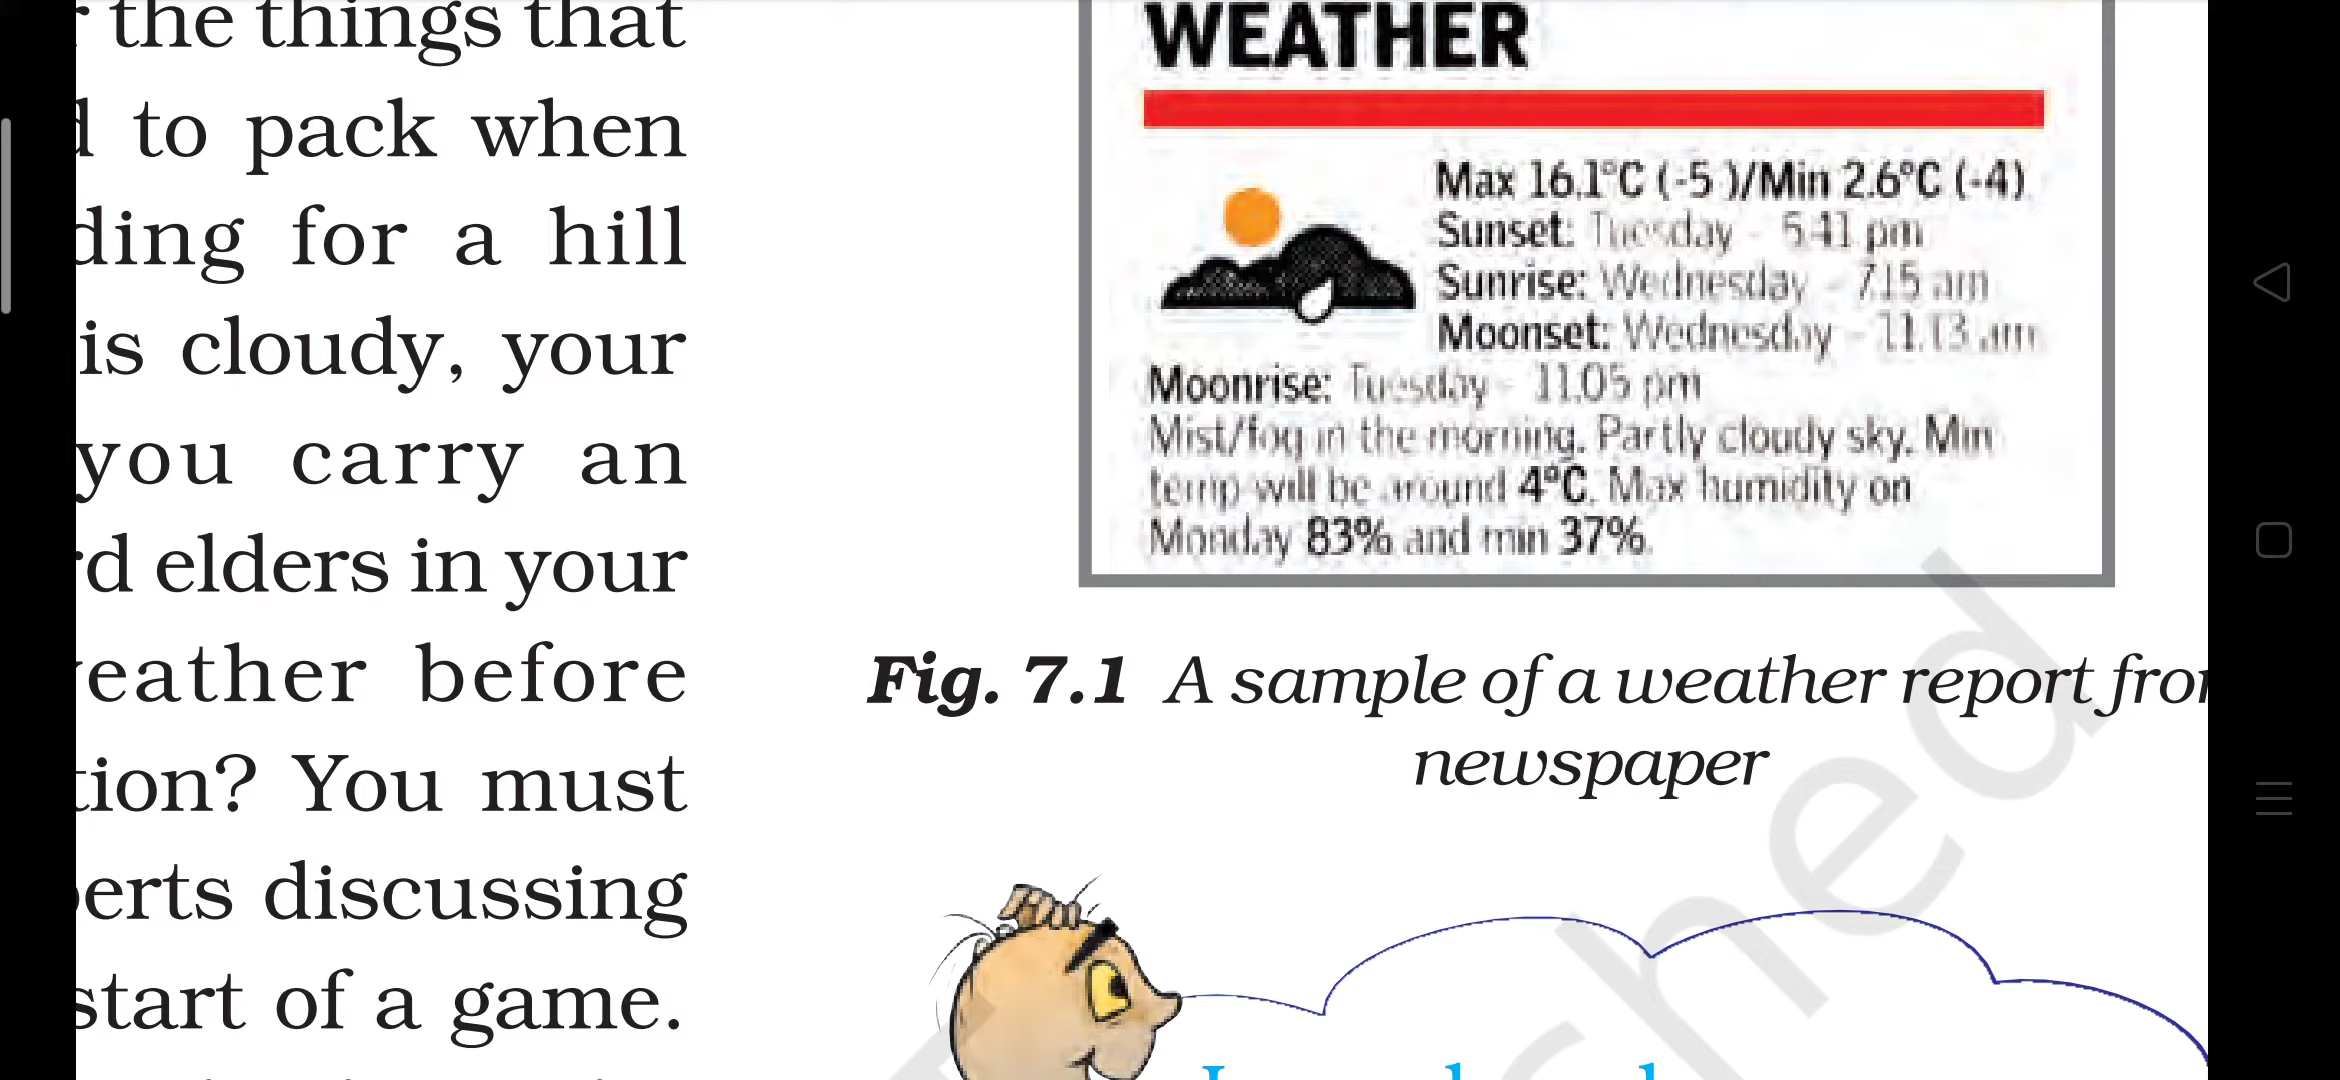 the things that
to pack when
ding for a hill
is cloudy, your
you carry an
rd elders in your
eather before
tion? You must
erts discussing
start of a game.
WEATHER
Max 16.1°C (-5 )/Min 2.6°C (-4)
Sunset: Tuesday - 5.41 pm
Sunrise: Wednesday - 7.15 am
Moonset: Wednesday - 11.13 am
Moonrise: Tuesday - 11.05 pm
Mist/fog in the morning. Partly cloudy sky. Min
temp will be around 4°C. Max humidity on
Monday 83% and min 37%.
Fig. 7.1 A sample of a weather report from
newspaper
shed